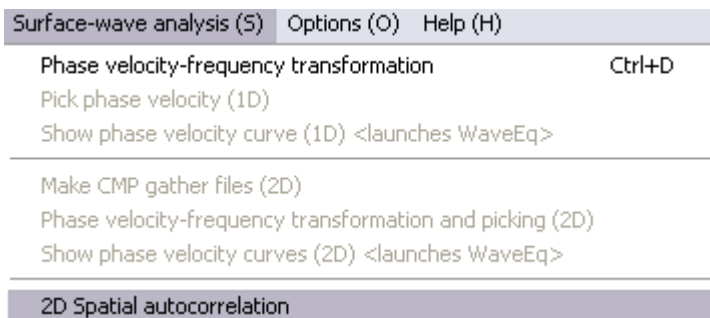 Surface-wave analysis (S) Options (O) Help (H)
Phase velocity-frequency transformation Ctrl+D
Pick phase velocity (1D)
Show phase velocity curve (1D) <launches WaveEq>
Make CMP gather files (2D)
Phase velocity-frequency transformation and picking (2D)
Show phase velocity curves (2D) <launches WaveEq>
2D Spatial autocorrelation